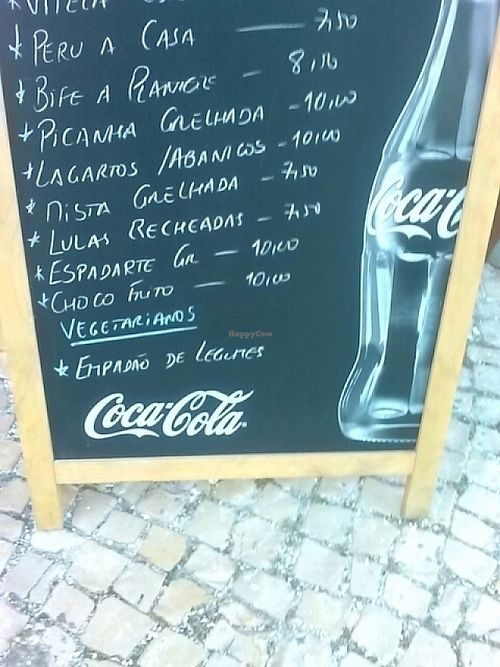 * VITELA
* PERU A CASA — 7,50
* BIFE A PLANICIE — 8,50
* PICANHA GRELHADA - 10,00
* LAGARTOS / ABANICOS - 10,00
* MISTA GRELHADA - 7,50
* LULAS RECHEADAS - 7,50
* ESPADARTE GR — 10,00
* CHOCO FRITO — 10,00
VEGETARIANOS
* EMPADÃO DE LEGUMES
Coca-Cola
Coca-C
HappyCow